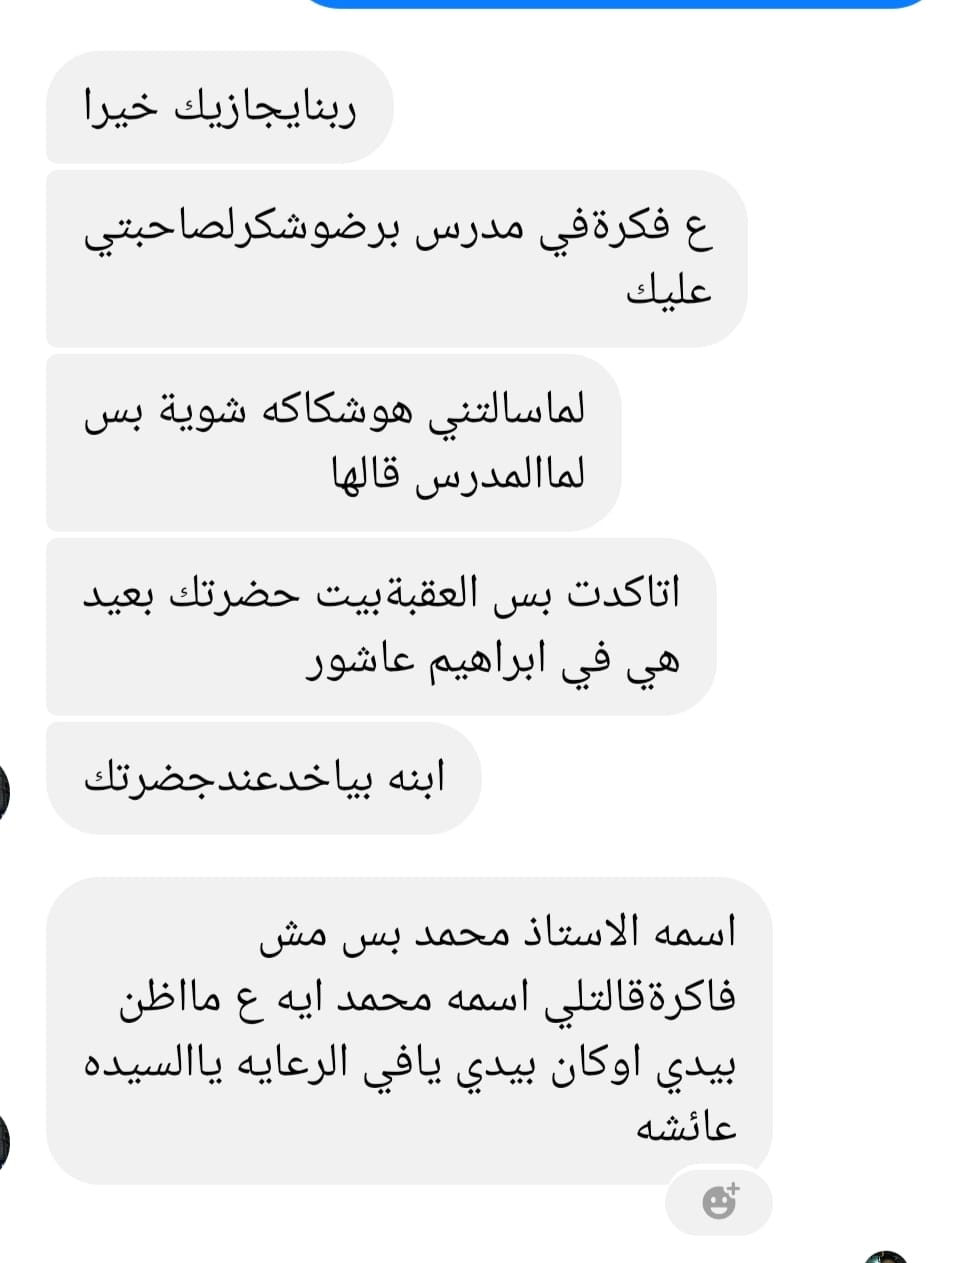 ربنايجازيك خيرا
ع فكرةفي مدرس برضوشكرلصاحبتي
عليك
لماسالتني هوشكاكه شوية بس
لماالمدرس قالها
اتاكدت بس العقبةبيت حضرتك بعيد
هي في ابراهيم عاشور
ابنه بياخدعندجضرتك
اسمه الاستاذ محمد بس مش
فاكرةقالتلي اسمه محمد ايه ع مااظن
بيدي اوكان بيدي يافي الرعايه ياالسيده
عائشه